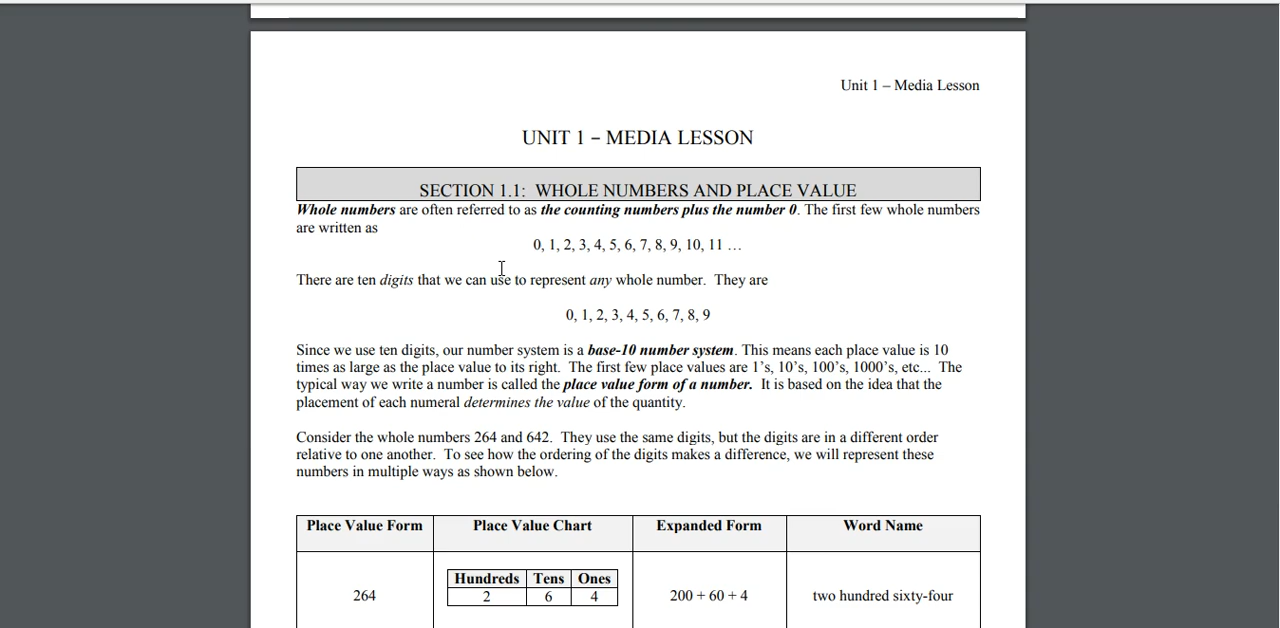 Unit 1 – Media Lesson
UNIT 1 – MEDIA LESSON
SECTION 1.1: WHOLE NUMBERS AND PLACE VALUE
Whole numbers are often referred to as the counting numbers plus the number 0. The first few whole numbers
are written as
0, 1, 2, 3, 4, 5, 6, 7, 8, 9, 10, 11 …
There are ten digits that we can use to represent any whole number. They are
0, 1, 2, 3, 4, 5, 6, 7, 8, 9
Since we use ten digits, our number system is a base-10 number system. This means each place value is 10
times as large as the place value to its right. The first few place values are 1’s, 10’s, 100’s, 1000’s, etc... The
typical way we write a number is called the place value form of a number. It is based on the idea that the
placement of each numeral determines the value of the quantity.
Consider the whole numbers 264 and 642. They use the same digits, but the digits are in a different order
relative to one another. To see how the ordering of the digits makes a difference, we will represent these
numbers in multiple ways as shown below.
Place Value Form Place Value Chart Expanded Form Word Name
Hundreds Tens Ones
264 2 6 4 200 + 60 + 4 two hundred sixty-four